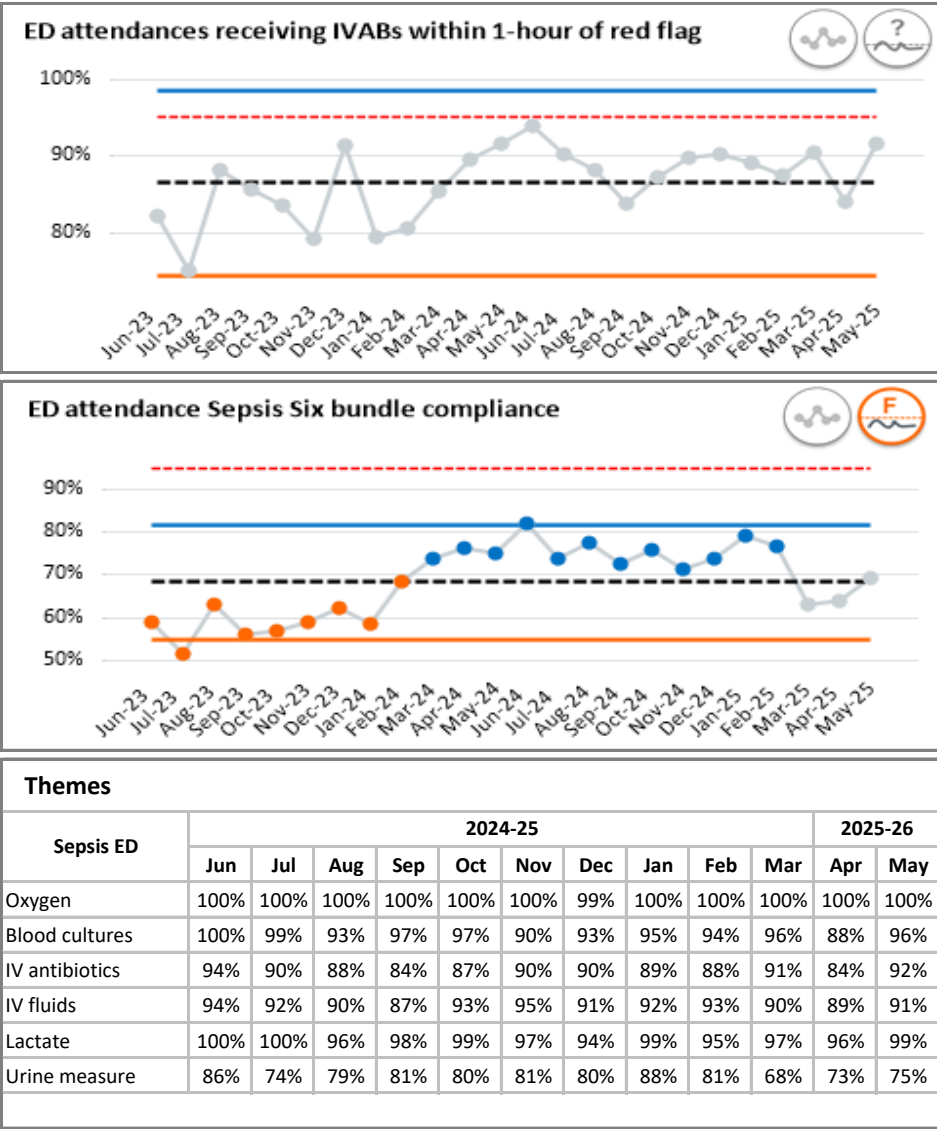 ED attendances receiving IVABs within 1-hour of red flag
?
100%
90%
80%
Jun-23 Jul-23 Aug-23 Sep-23 Oct-23 Nov-23 Dec-23 Jan-24 Feb-24 Mar-24 Apr-24 May-24 Jun-24 Jul-24 Aug-24 Sep-24 Oct-24 Nov-24 Dec-24 Jan-25 Feb-25 Mar-25 Apr-25 May-25
ED attendance Sepsis Six bundle compliance
F
90%
80%
70%
60%
50%
Jun-23 Jul-23 Aug-23 Sep-23 Oct-23 Nov-23 Dec-23 Jan-24 Feb-24 Mar-24 Apr-24 May-24 Jun-24 Jul-24 Aug-24 Sep-24 Oct-24 Nov-24 Dec-24 Jan-25 Feb-25 Mar-25 Apr-25 May-25
Themes
Sepsis ED 2024-25 2025-26
Jun Jul Aug Sep Oct Nov Dec Jan Feb Mar Apr May
Oxygen 100% 100% 100% 100% 100% 100% 99% 100% 100% 100% 100% 100%
Blood cultures 100% 99% 93% 97% 97% 90% 93% 95% 94% 96% 88% 96%
IV antibiotics 94% 90% 88% 84% 87% 90% 90% 89% 88% 91% 84% 92%
IV fluids 94% 92% 90% 87% 93% 95% 91% 92% 93% 90% 89% 91%
Lactate 100% 100% 96% 98% 99% 97% 94% 99% 95% 97% 96% 99%
Urine measure 86% 74% 79% 81% 80% 81% 80% 88% 81% 68% 73% 75%